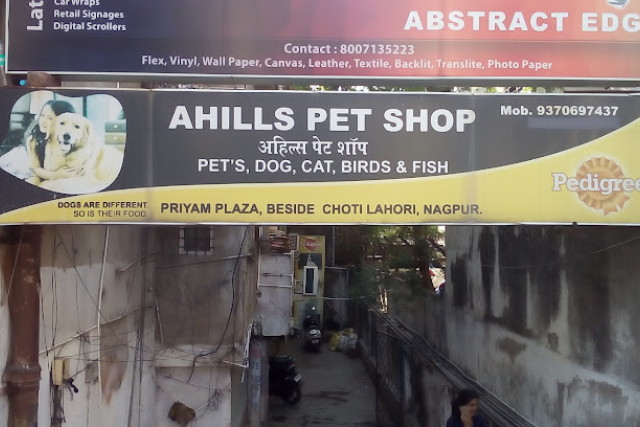 Lat
Car Wraps
Retail Signages
Digital Scrollers
ABSTRACT EDG
Contact : 8007135223
Flex, Vinyl, Wall Paper, Canvas, Leather, Textile, Backlit, Translite, Photo Paper
AHILLS PET SHOP
Mob. 9370697437
अहिल्स पेट शॉप
PET'S, DOG, CAT, BIRDS & FISH
Pedigree
DOGS ARE DIFFERENT
SO IS THEIR FOOD
PRIYAM PLAZA, BESIDE CHOTI LAHORI, NAGPUR.